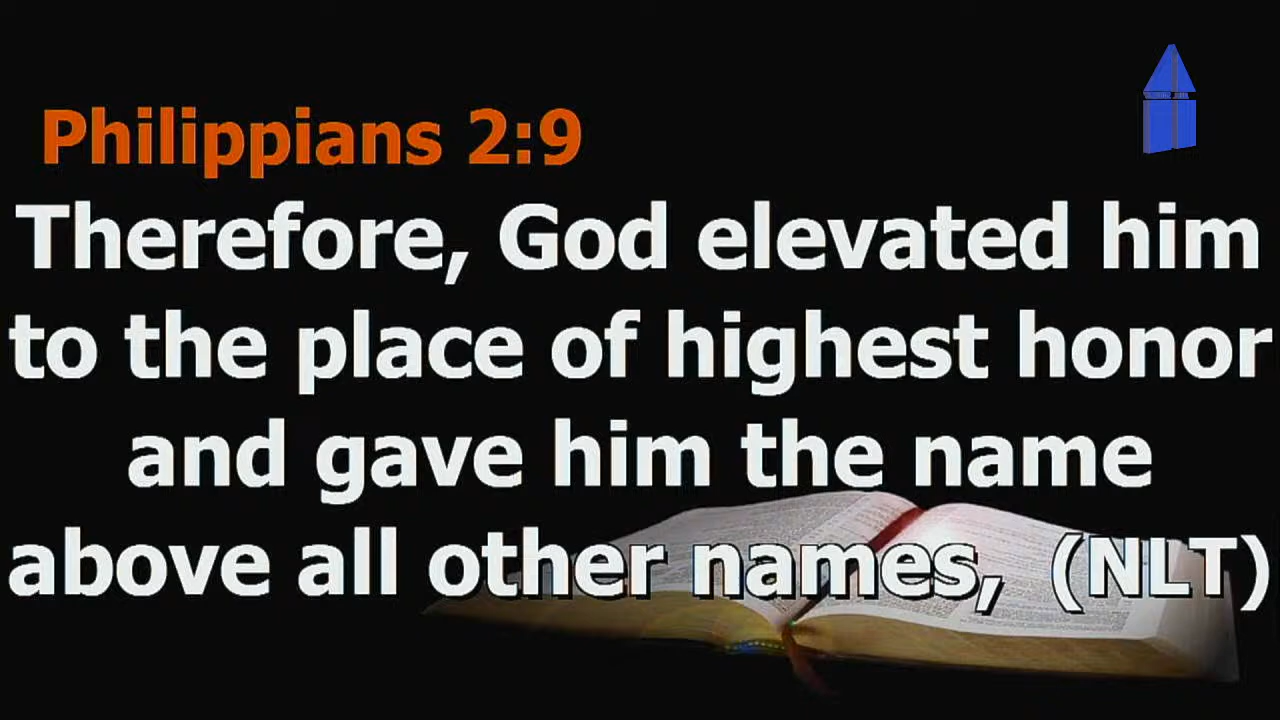 Philippians 2:9
Therefore, God elevated him
to the place of highest honor
and gave him the name
above all other names, (NLT)